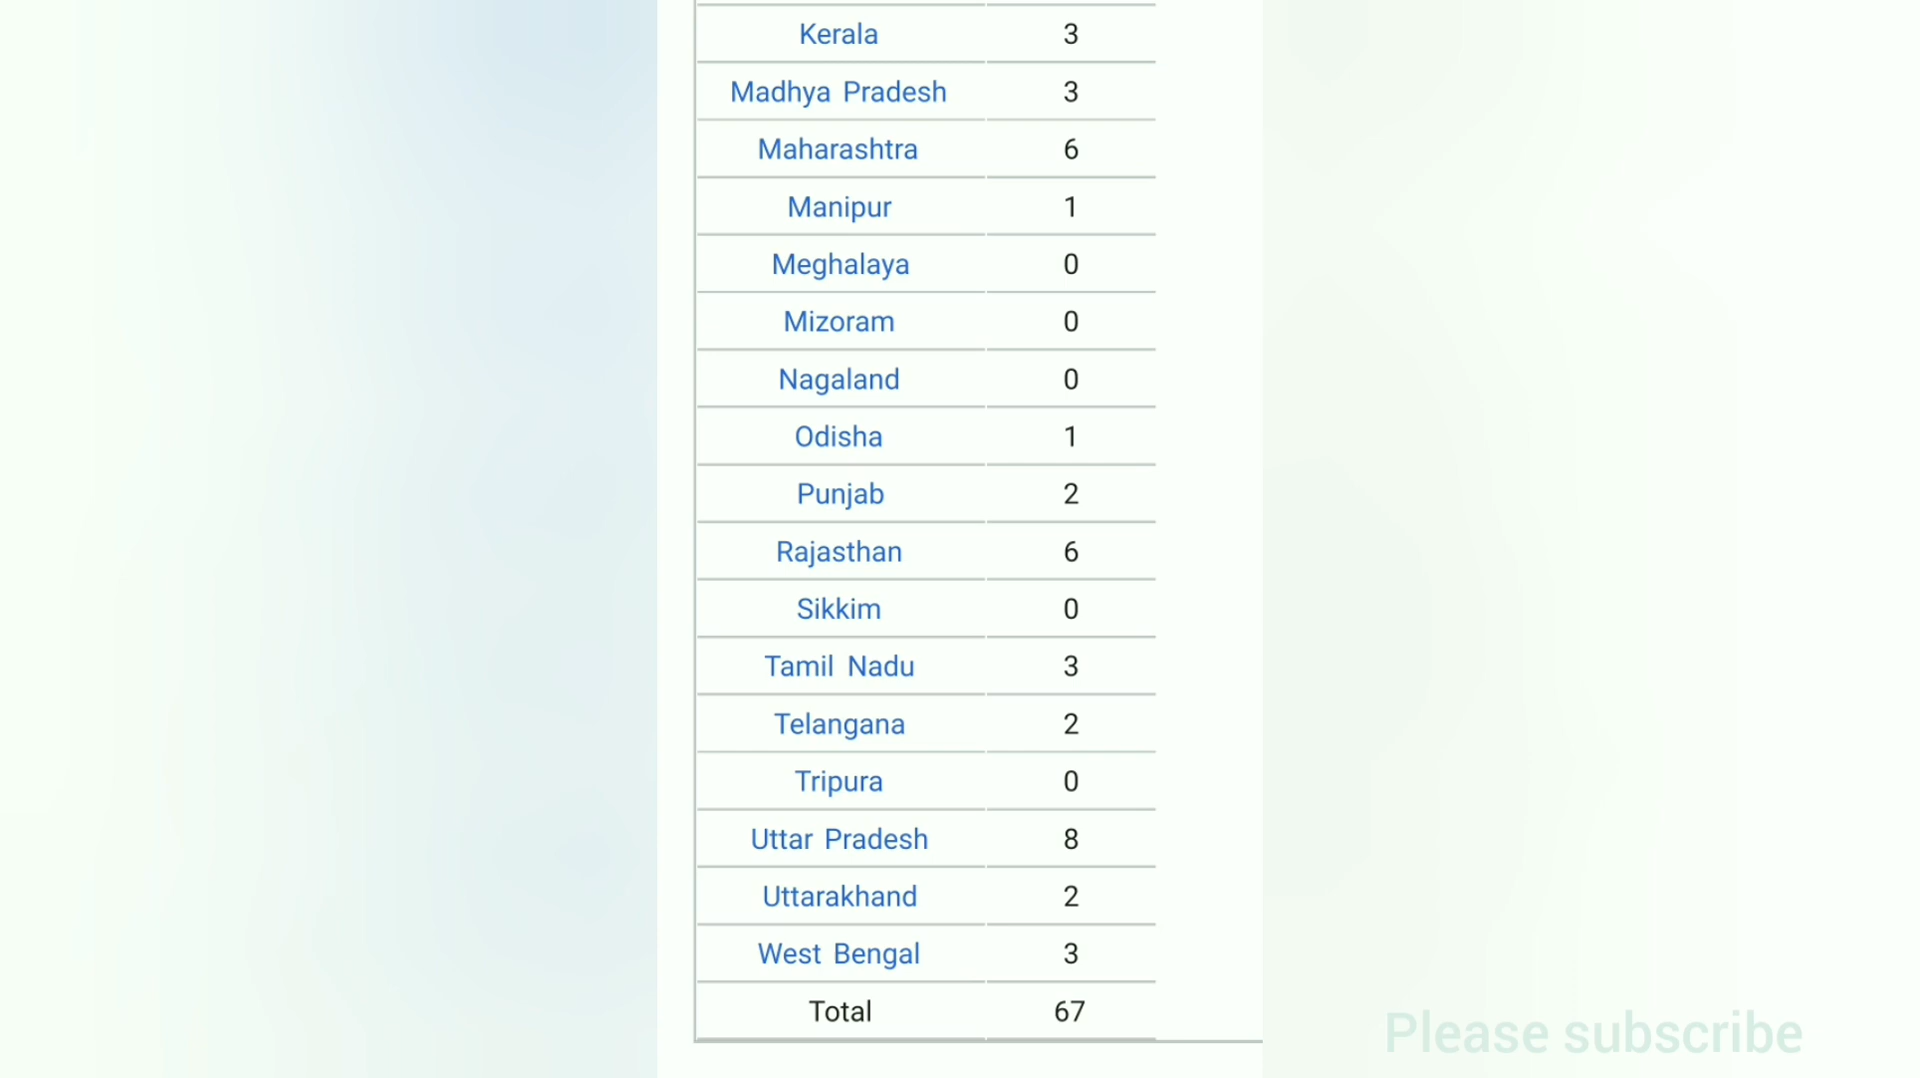 Kerala 3
Madhya Pradesh 3
Maharashtra 6
Manipur 1
Meghalaya 0
Mizoram 0
Nagaland 0
Odisha 1
Punjab 2
Rajasthan 6
Sikkim 0
Tamil Nadu 3
Telangana 2
Tripura 0
Uttar Pradesh 8
Uttarakhand 2
West Bengal 3
Total 67
Please subscribe